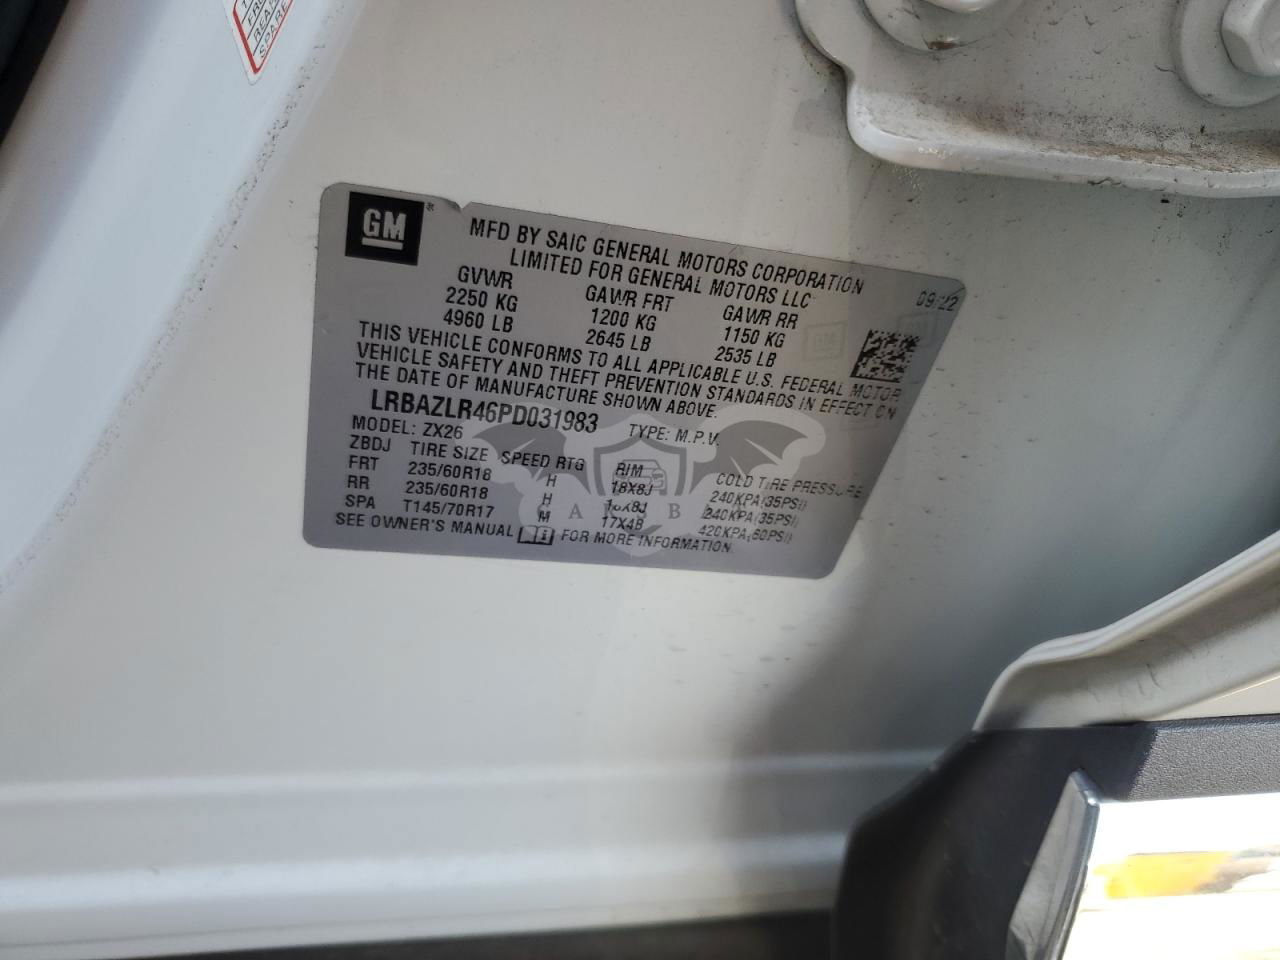 SPARE
GM
MFD BY SAIC GENERAL MOTORS CORPORATION
LIMITED FOR GENERAL MOTORS LLC
09/22
GVWR GAWR FRT GAWR RR
2250 KG 1200 KG 1150 KG
4960 LB 2645 LB 2535 LB
THIS VEHICLE CONFORMS TO ALL APPLICABLE U.S. FEDERAL MOTOR
VEHICLE SAFETY AND THEFT PREVENTION STANDARDS IN EFFECT ON
THE DATE OF MANUFACTURE SHOWN ABOVE.
LRBAZLR46PD031983 TYPE: M.P.V.
MODEL: ZX26
ZBDJ TIRE SIZE SPEED RTG RIM COLD TIRE PRESSURE
FRT 235/60R18 H 18X8J 240KPA(35PSI)
RR 235/60R18 H 18X8J 240KPA(35PSI)
SPA T145/70R17 M 17X4B 420KPA(60PSI)
SEE OWNER'S MANUAL FOR MORE INFORMATION.